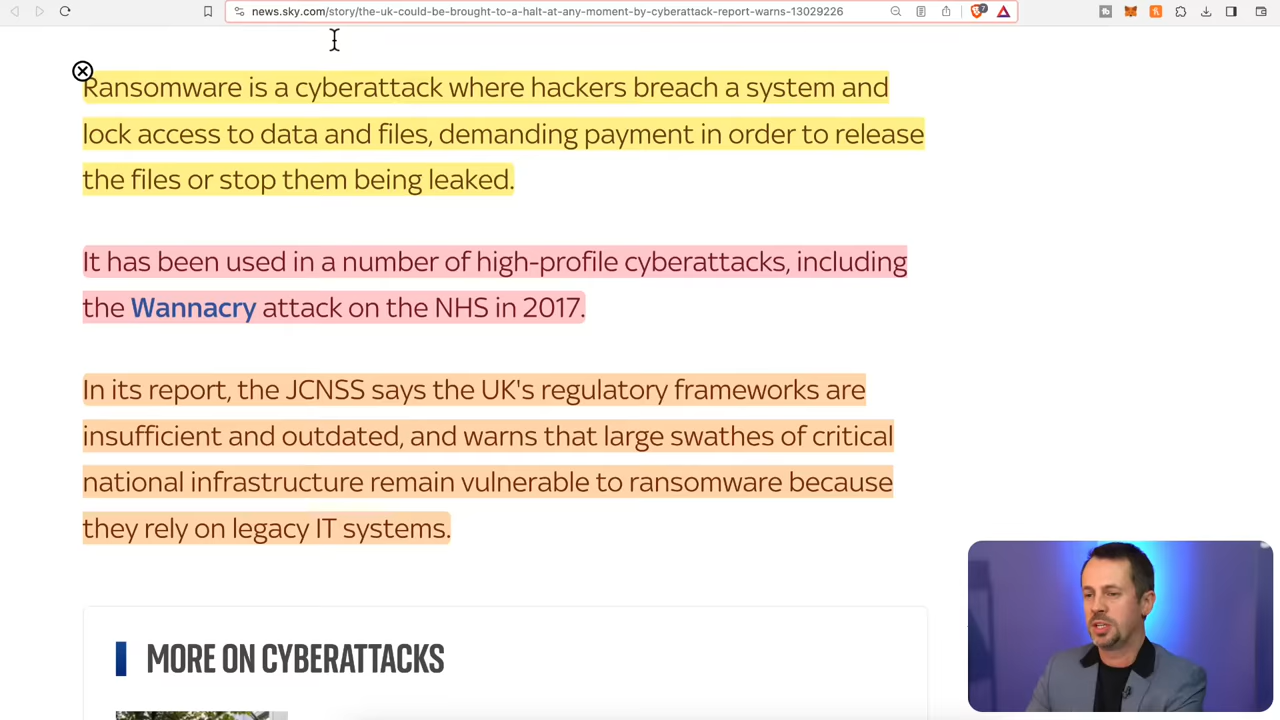 news.sky.com/story/the-uk-could-be-brought-to-a-halt-at-any-moment-by-cyberattack-report-warns-13029226
7
Ransomware is a cyberattack where hackers breach a system and
lock access to data and files, demanding payment in order to release
the files or stop them being leaked.
It has been used in a number of high-profile cyberattacks, including
the Wannacry attack on the NHS in 2017.
In its report, the JCNSS says the UK's regulatory frameworks are
insufficient and outdated, and warns that large swathes of critical
national infrastructure remain vulnerable to ransomware because
they rely on legacy IT systems.
MORE ON CYBERATTACKS